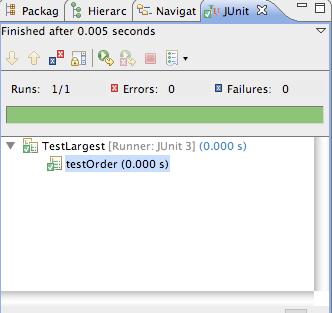 Packag Hierarc Navigat JUnit
Finished after 0.005 seconds
Runs: 1/1 Errors: 0 Failures: 0
TestLargest [Runner: JUnit 3] (0.000 s)
testOrder (0.000 s)